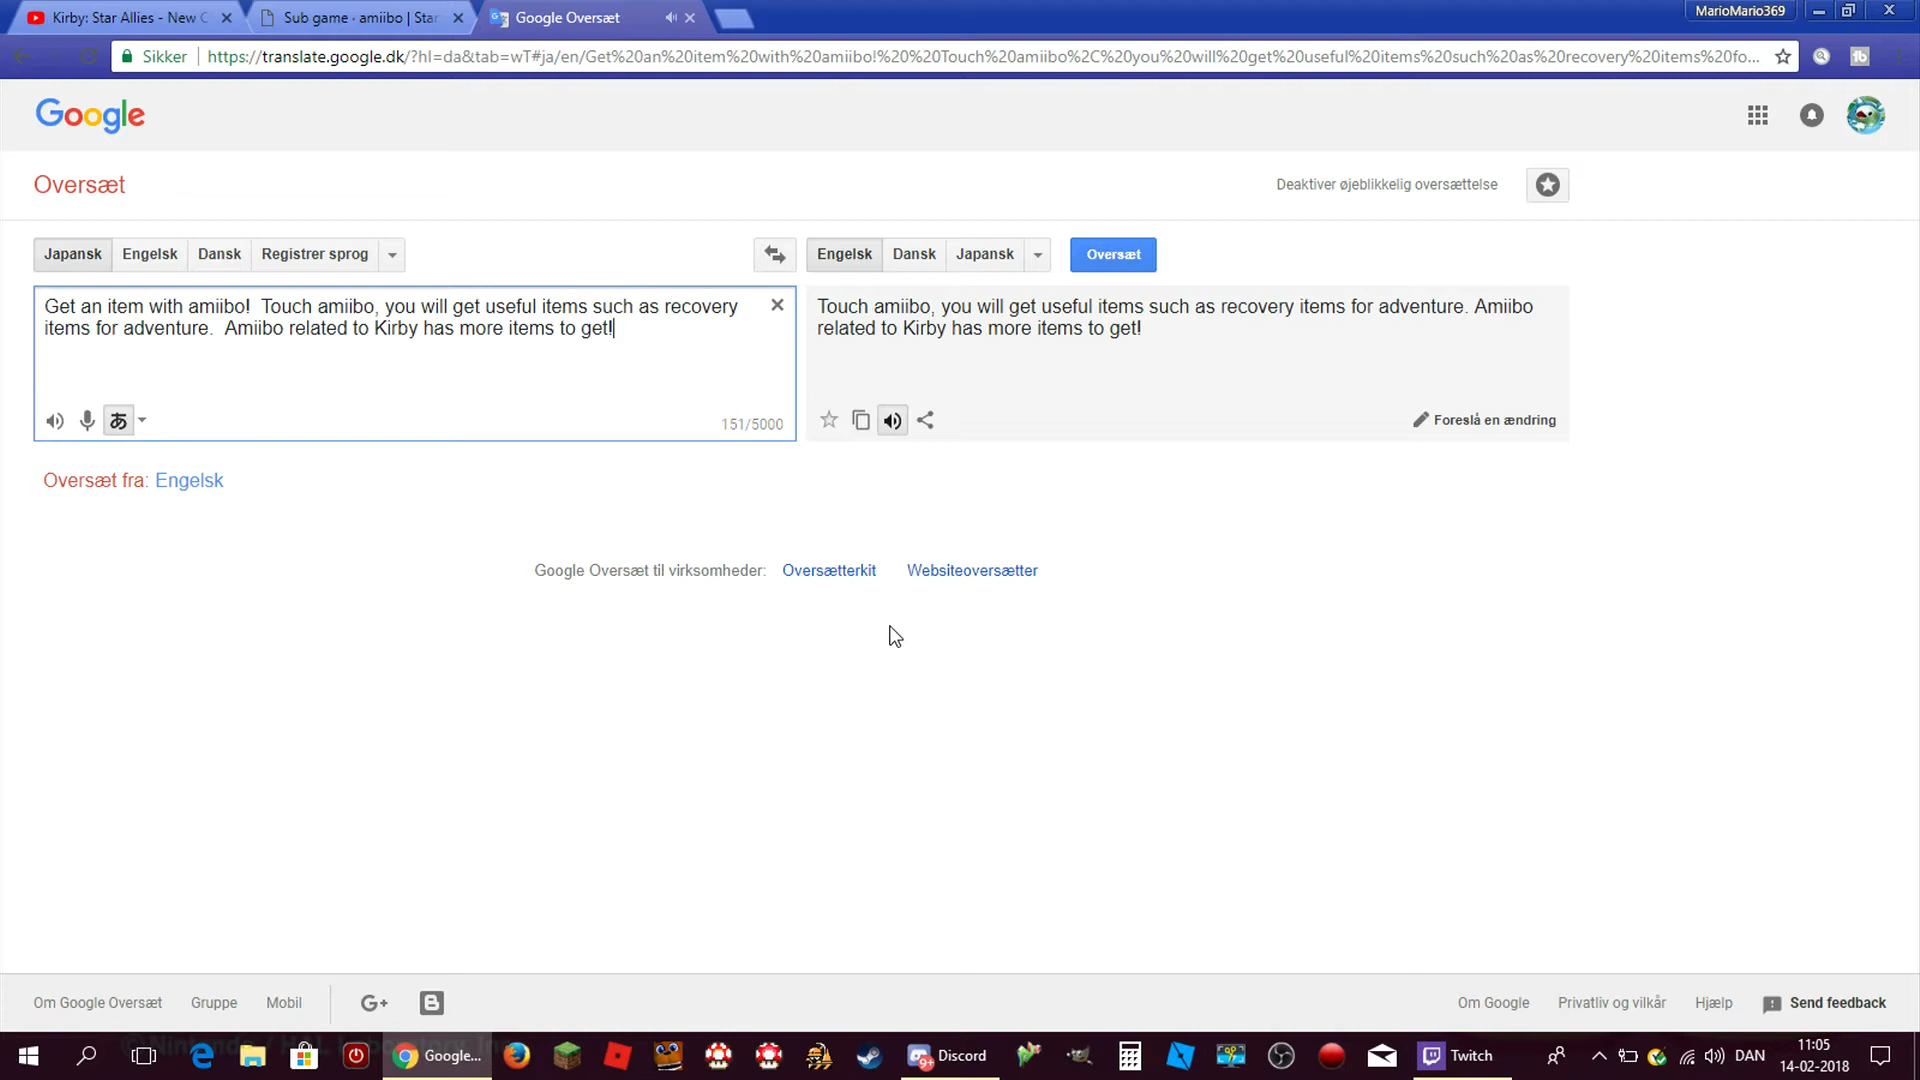 Kirby: Star Allies - New C
Sub game · amiibo | Star
Google Oversæt
MarioMario369
Sikker
https://translate.google.dk/?hl=da&tab=wT#ja/en/Get%20an%20item%20with%20amiibo!%20%20Touch%20amiibo%2C%20you%20will%20get%20useful%20items%20such%20as%20recovery%20items%20fo...
Google
Oversæt
Deaktiver øjeblikkelig oversættelse
Japansk Engelsk Dansk Registrer sprog
Engelsk Dansk Japansk Oversæt
Get an item with amiibo!  Touch amiibo, you will get useful items such as recovery
items for adventure.  Amiibo related to Kirby has more items to get!
Touch amiibo, you will get useful items such as recovery items for adventure. Amiibo
related to Kirby has more items to get!
あ
151/5000
Foreslå en ændring
Oversæt fra: Engelsk
Google Oversæt til virksomheder: Oversætterkit Websiteoversætter
Om Google Oversæt Gruppe Mobil G+
Om Google Privatliv og vilkår Hjælp Send feedback
Google...
Discord
Twitch
DAN
11:05
14-02-2018